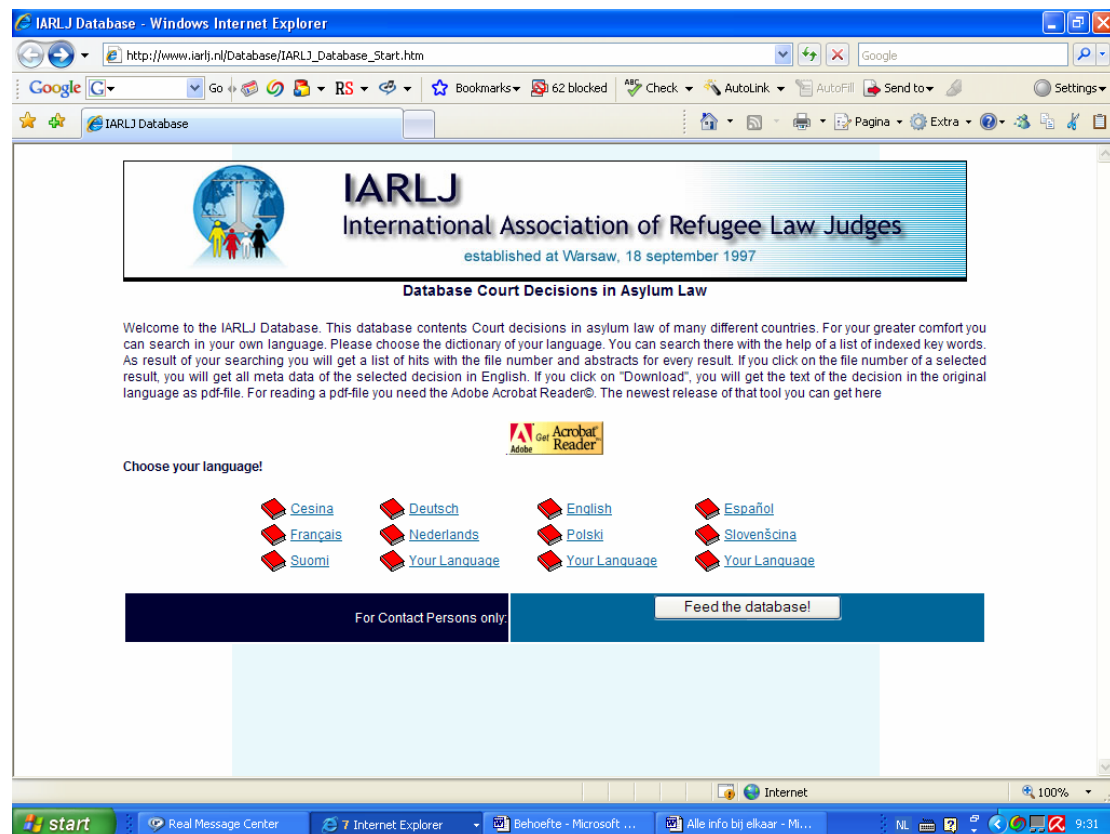 IARLJ Database - Windows Internet Explorer
http://www.iarlj.nl/Database/IARLJ_Database_Start.htm
Google
Google G Go RS Bookmarks 62 blocked Check AutoLink AutoFill Send to Settings
IARLJ Database Pagina Extra
IARLJ
International Association of Refugee Law Judges
established at Warsaw, 18 september 1997
Database Court Decisions in Asylum Law
Welcome to the IARLJ Database. This database contents Court decisions in asylum law of many different countries. For your greater comfort you
can search in your own language. Please choose the dictionary of your language. You can search there with the help of a list of indexed key words.
As result of your searching you will get a list of hits with the file number and abstracts for every result. If you click on the file number of a selected
result, you will get all meta data of the selected decision in English. If you click on "Download", you will get the text of the decision in the original
language as pdf-file. For reading a pdf-file you need the Adobe Acrobat Reader©. The newest release of that tool you can get here
Adobe Get Acrobat Reader
Choose your language!
Cesina Deutsch English Español
Français Nederlands Polski Slovenšcina
Suomi Your Language Your Language Your Language
For Contact Persons only: Feed the database!
Internet 100%
start Real Message Center 7 Internet Explorer Behoefte - Microsoft ... Alle info bij elkaar - Mi... NL 9:31